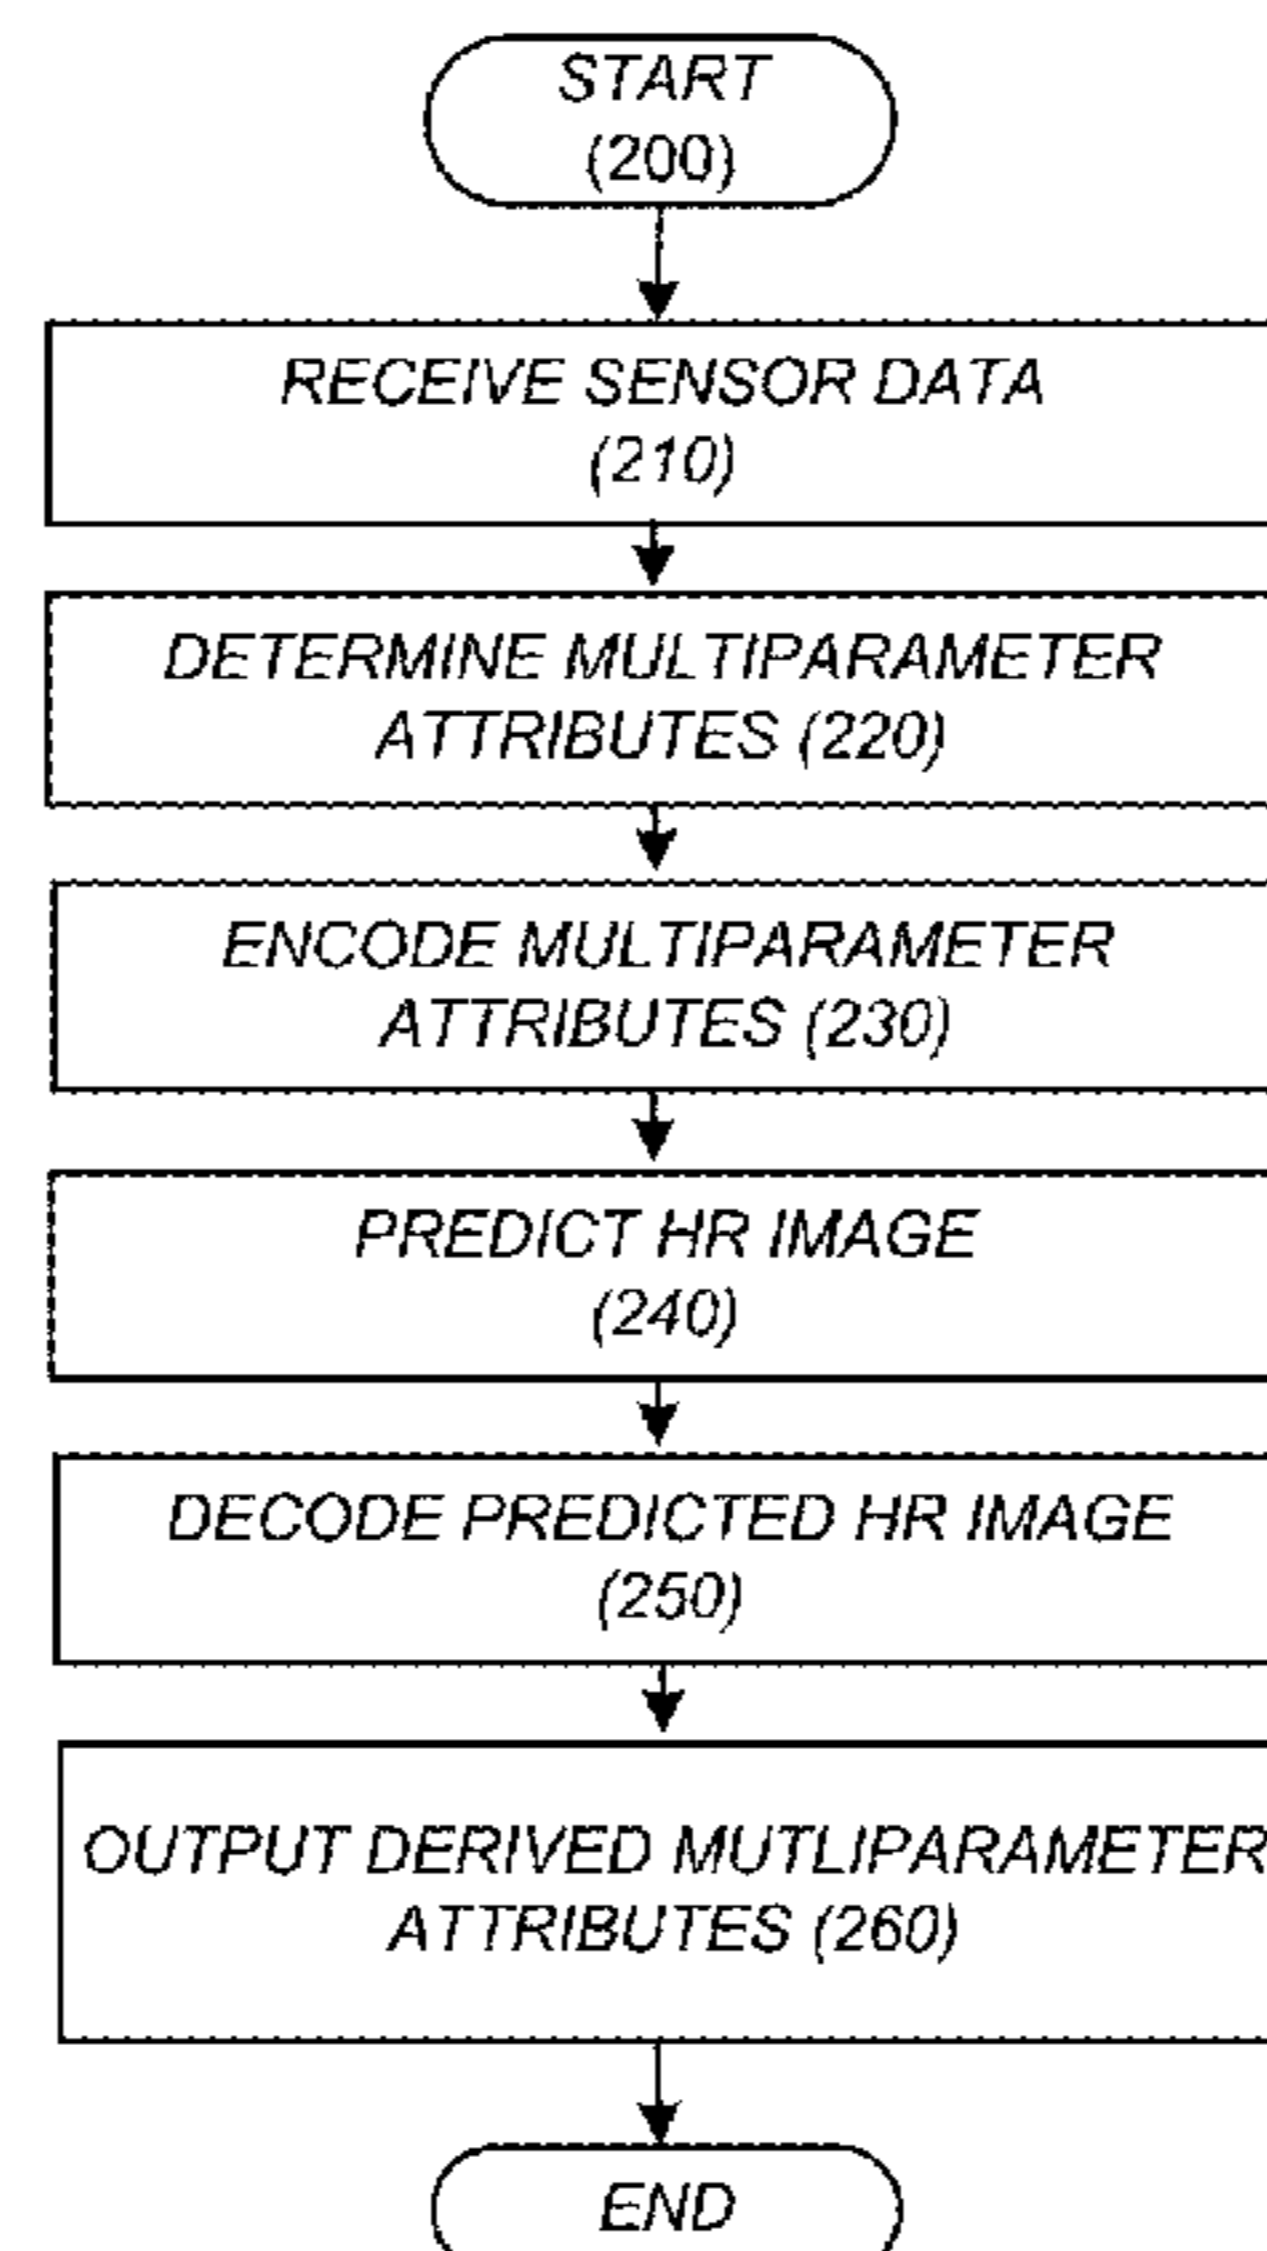 START
(200)
RECEIVE SENSOR DATA
(210)
DETERMINE MULTIPARAMETER
ATTRIBUTES (220)
ENCODE MULTIPARAMETER
ATTRIBUTES (230)
PREDICT HR IMAGE
(240)
DECODE PREDICTED HR IMAGE
(250)
OUTPUT DERIVED MUTLIPARAMETER
ATTRIBUTES (260)
END